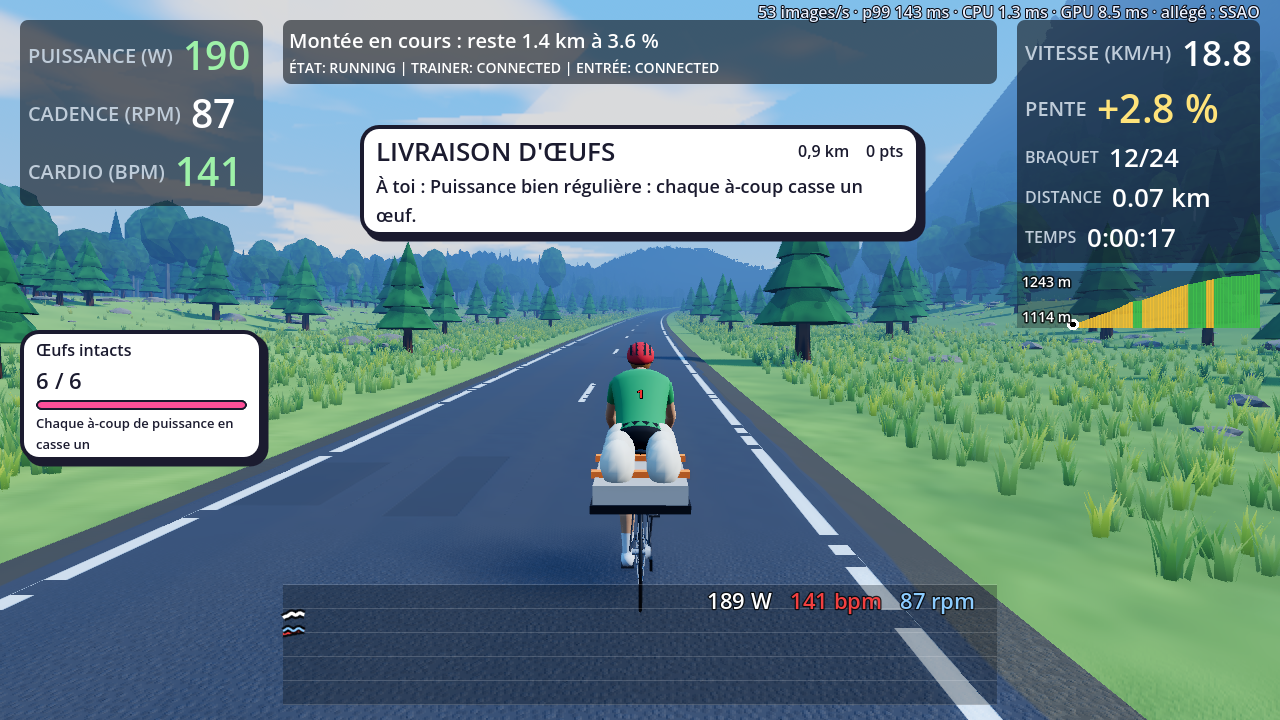 53 images/s · p99 143 ms · CPU 1.3 ms · GPU 8.5 ms · allégé : SSAO
PUISSANCE (W) 190
CADENCE (RPM) 87
CARDIO (BPM) 141
Montée en cours : reste 1.4 km à 3.6 %
ÉTAT: RUNNING | TRAINER: CONNECTED | ENTRÉE: CONNECTED
VITESSE (KM/H) 18.8
PENTE +2.8 %
BRAQUET 12/24
DISTANCE 0.07 km
TEMPS 0:00:17
1243 m
1114 m
LIVRAISON D'ŒUFS 0,9 km 0 pts
À toi : Puissance bien régulière : chaque à-coup casse un
œuf.
Œufs intacts
6 / 6
Chaque à-coup de puissance en
casse un
1
189 W 141 bpm 87 rpm